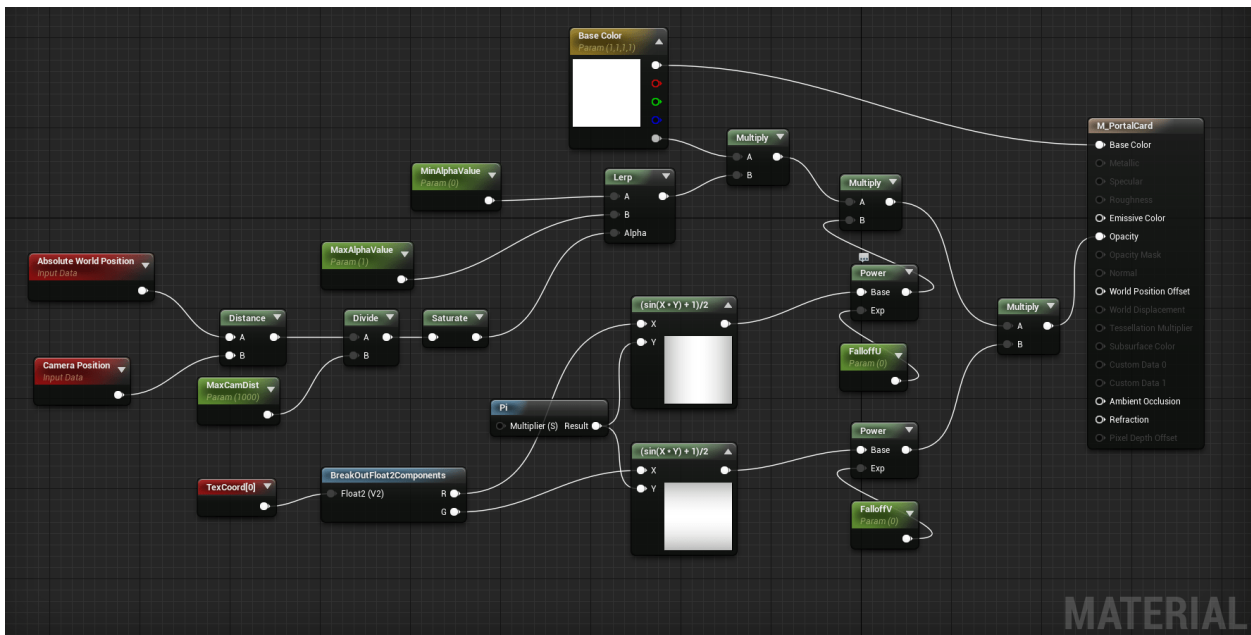 Base Color
Param (1,1,1,1)
M_PortalCard
Base Color
Metallic
Specular
Roughness
Emissive Color
Opacity
Opacity Mask
Normal
World Position Offset
World Displacement
Tessellation Multiplier
Subsurface Color
Custom Data 0
Custom Data 1
Ambient Occlusion
Refraction
Pixel Depth Offset
Multiply
A
B
MinAlphaValue
Param (0)
Lerp
A
B
Alpha
Multiply
A
B
MaxAlphaValue
Param (1)
Absolute World Position
Input Data
Power
Base
Exp
(sin(X * Y) + 1)/2
X
Y
Multiply
A
B
Distance
A
B
Divide
A
B
Saturate
FalloffU
Param (0)
Camera Position
Input Data
MaxCamDist
Param (1000)
Pi
Multiplier (S) Result
Power
Base
Exp
(sin(X * Y) + 1)/2
X
Y
BreakOutFloat2Components
Float2 (V2) R
G
TexCoord[0]
FalloffV
Param (0)
MATERIAL